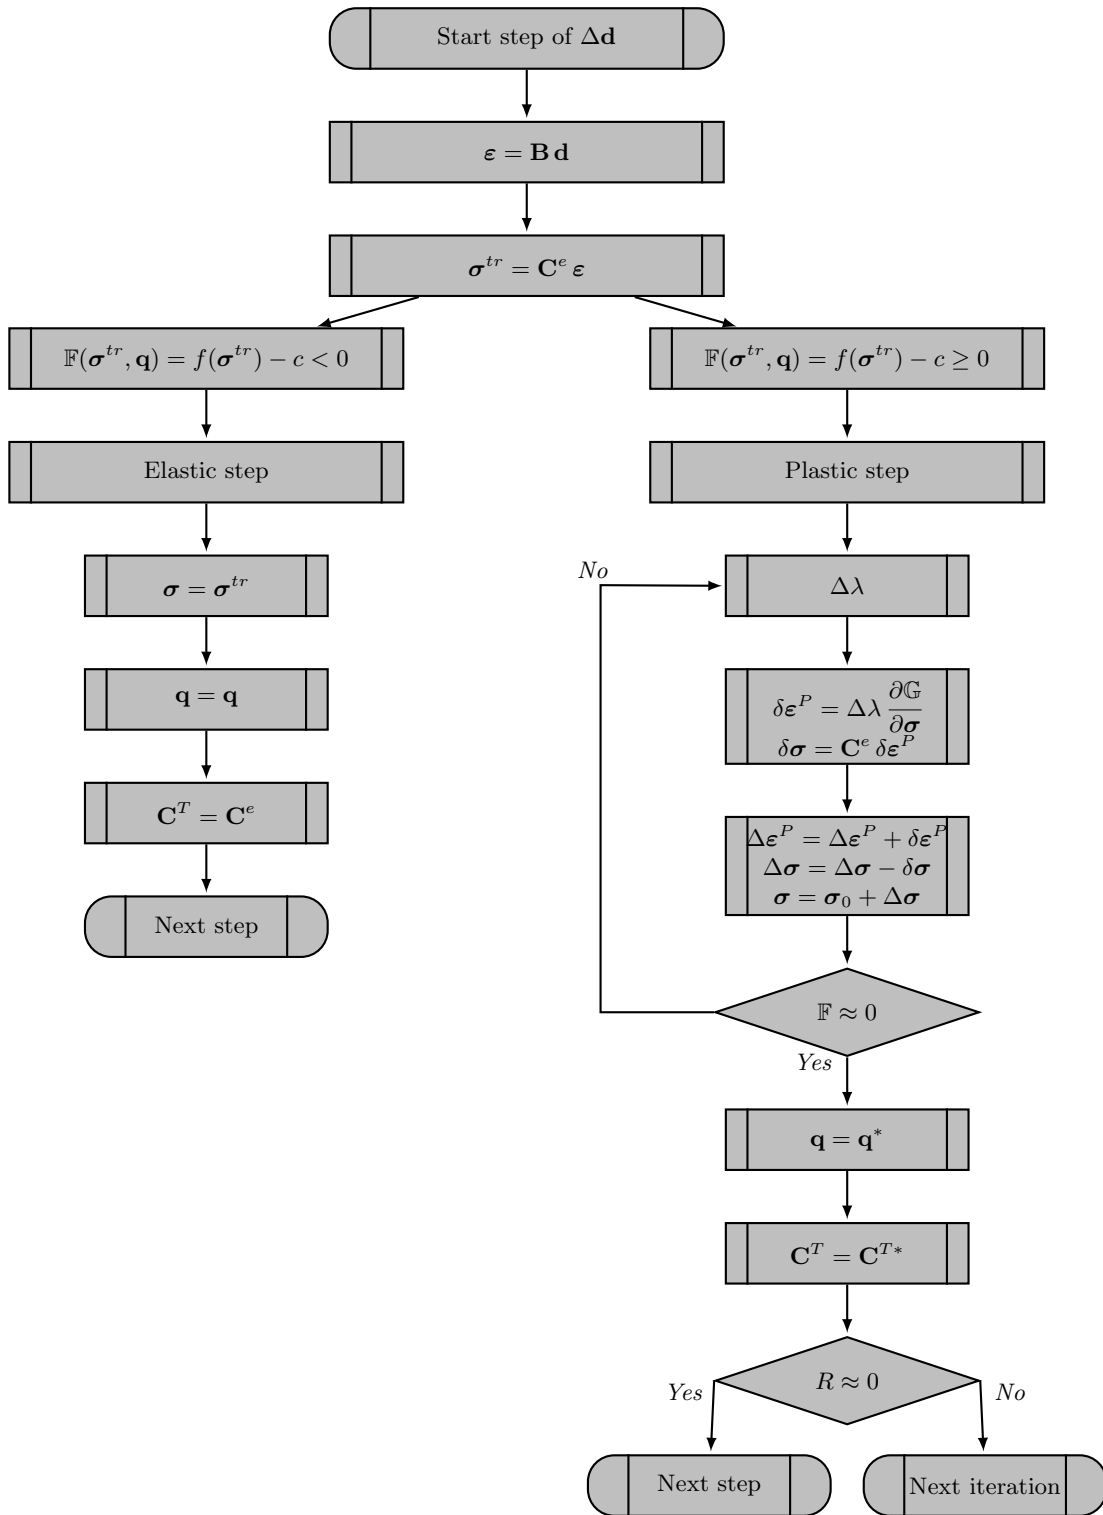 Start step of Δ𝐝
𝜺 = 𝐁 𝐝
𝝈^{tr} = 𝐂^e 𝜺
𝔽(𝝈^{tr}, 𝐪) = f(𝝈^{tr}) − c < 0
𝔽(𝝈^{tr}, 𝐪) = f(𝝈^{tr}) − c ≥ 0
Elastic step
Plastic step
𝝈 = 𝝈^{tr}
𝐪 = 𝐪
𝐂^T = 𝐂^e
Next step
No
Δλ
δ𝜺^P = Δλ ∂𝔾/∂𝝈
δ𝝈 = 𝐂^e δ𝜺^P
Δ𝜺^P = Δ𝜺^P + δ𝜺^P
Δ𝝈 = Δ𝝈 − δ𝝈
𝝈 = 𝝈_0 + Δ𝝈
𝔽 ≈ 0
Yes
𝐪 = 𝐪^*
𝐂^T = 𝐂^{T*}
R ≈ 0
Yes
No
Next step
Next iteration